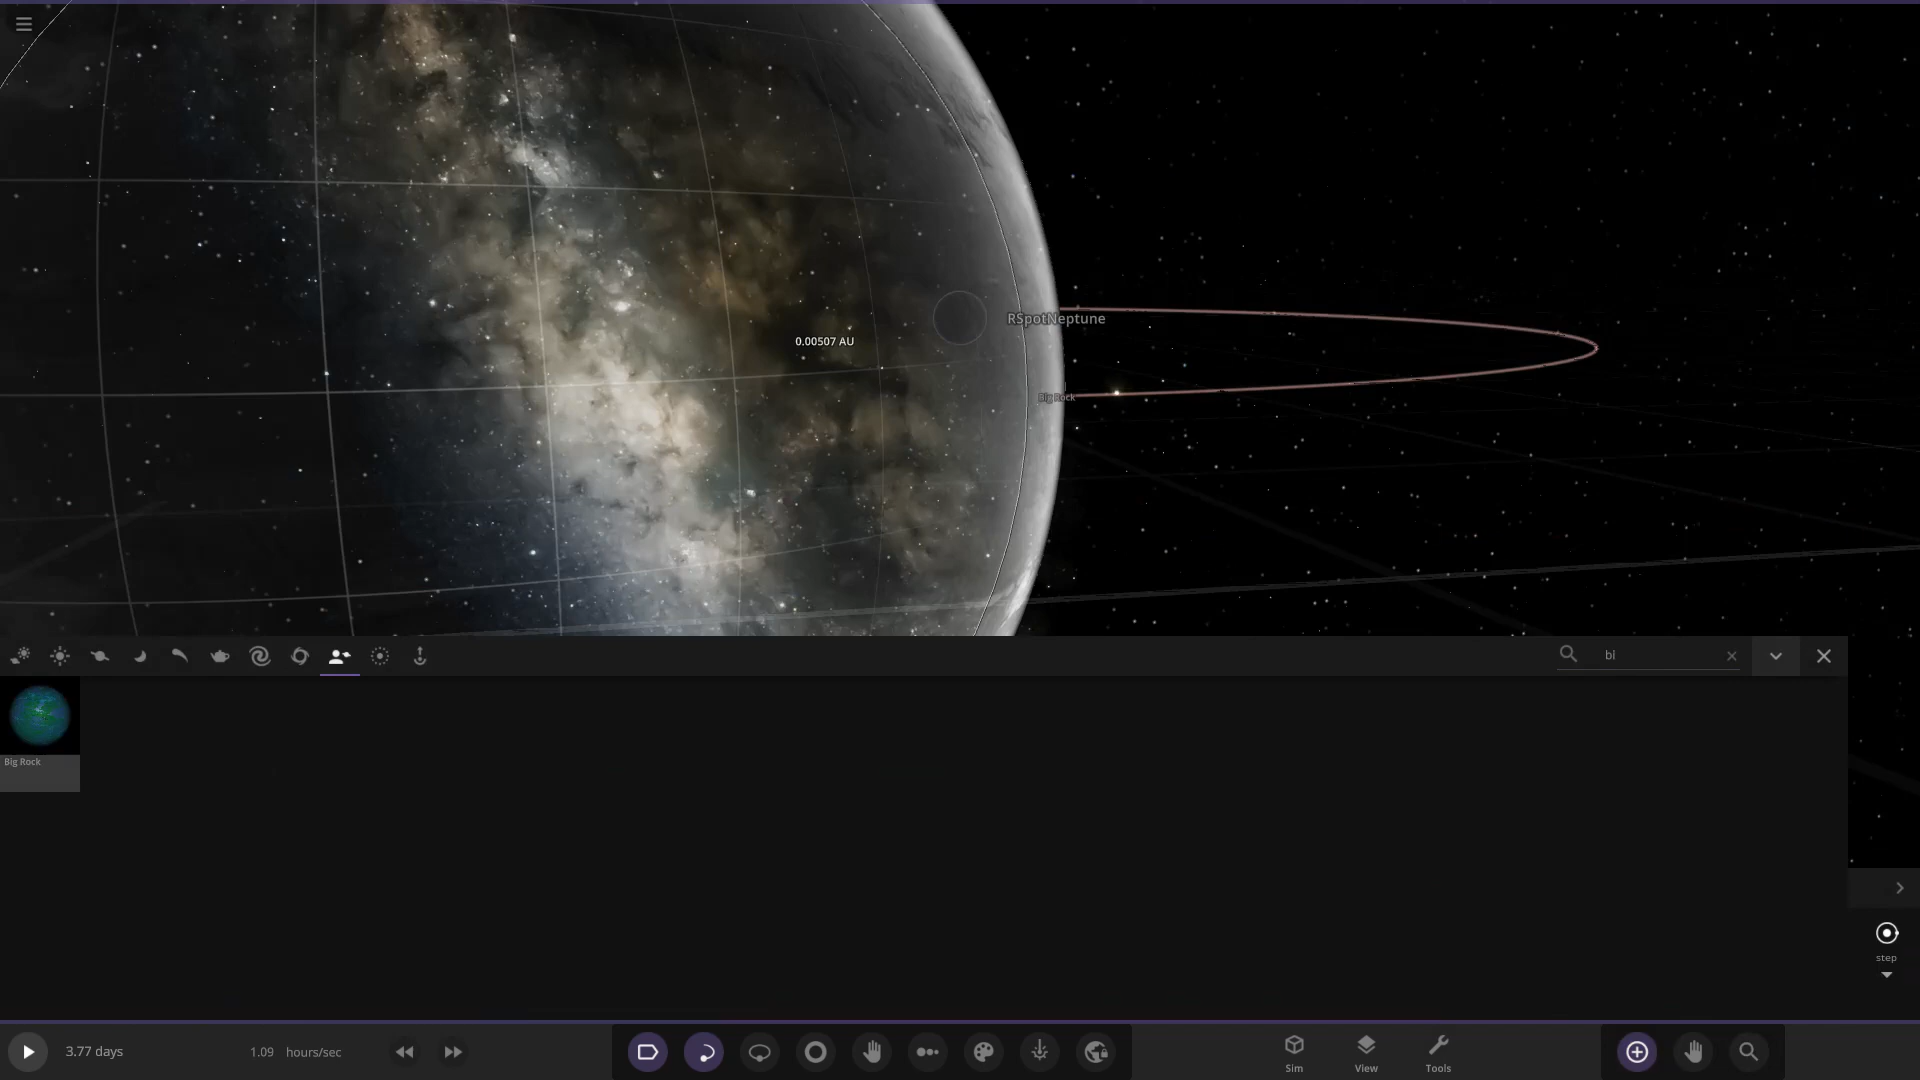 RSpotNeptune
0.00507 AU
Big Rock
bl
Big Rock
step
3.77 days
1.09 hours/sec
Sim
View
Tools